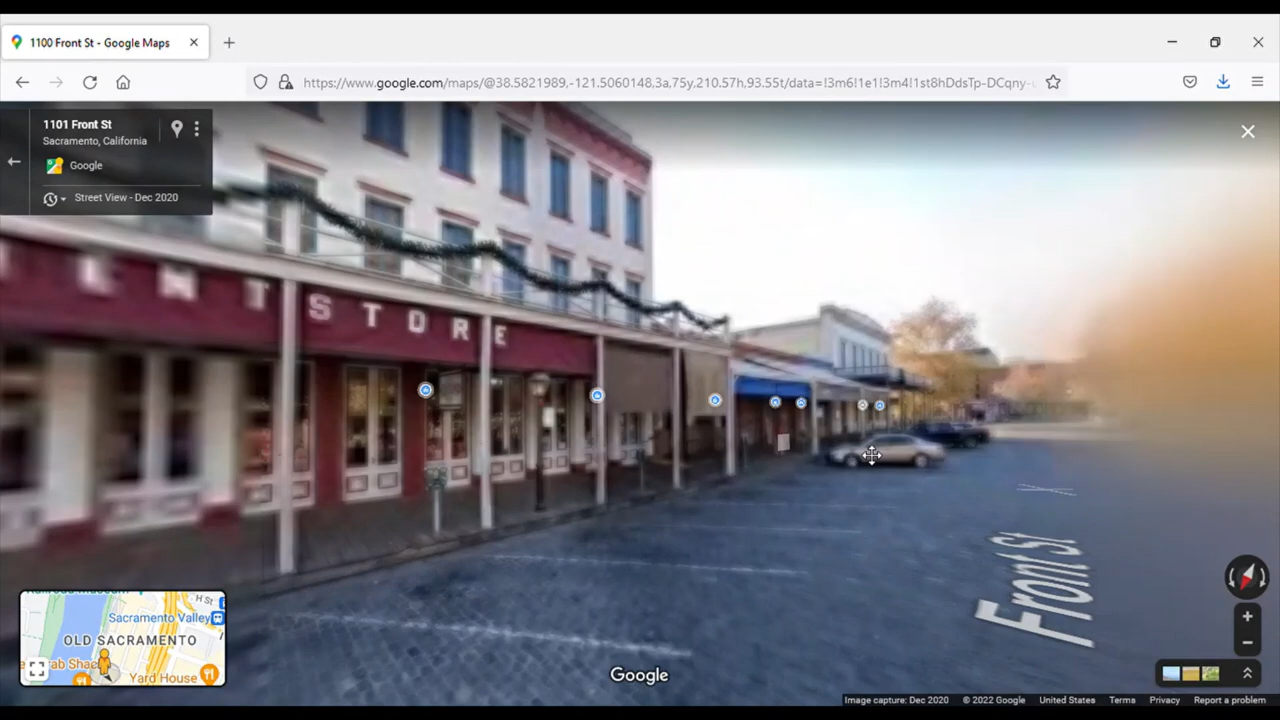 1100 Front St - Google Maps
https://www.google.com/maps/@38.5821989,-121.5060148,3a,75y,210.57h,93.55t/data=!3m6!1e1!3m4!1st8hDdsTp-DCqny-
1101 Front St
Sacramento, California
Google
Street View - Dec 2020
ENT STORE
Front St
H St
Sacramento Valley
OLD SACRAMENTO
Yard House
Google
Image capture: Dec 2020
© 2022 Google
United States
Terms
Privacy
Report a problem